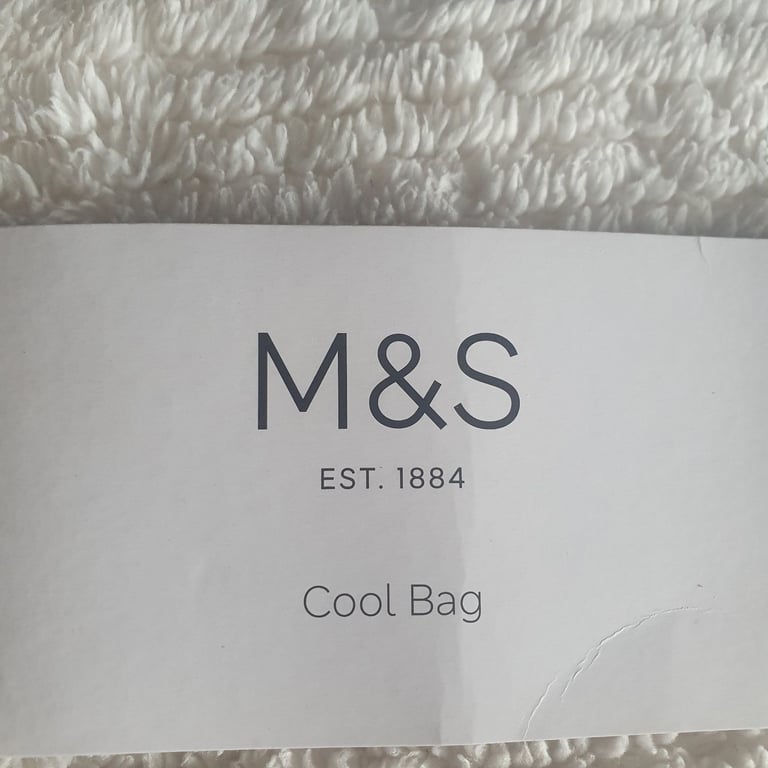 M&S
EST. 1884
Cool Bag